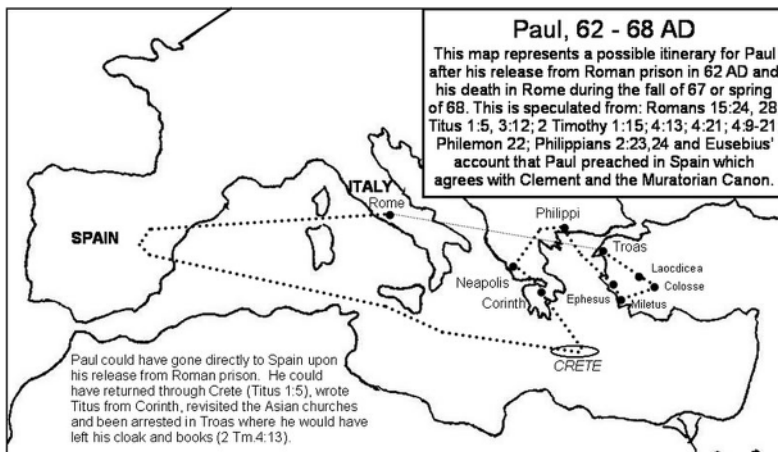 Paul, 62 - 68 AD
This map represents a possible itinerary for Paul
after his release from Roman prison in 62 AD and
his death in Rome during the fall of 67 or spring
of 68. This is speculated from: Romans 15:24, 28
Titus 1:5, 3:12; 2 Timothy 1:15; 4:13; 4:21; 4:9-21
Philemon 22; Philippians 2:23,24 and Eusebius'
account that Paul preached in Spain which
agrees with Clement and the Muratorian Canon.
ITALY
Rome
SPAIN
Philippi
Troas
Neapolis
Laocdicea
Colosse
Corinth
Ephesus
Miletus
CRETE
Paul could have gone directly to Spain upon
his release from Roman prison. He could
have returned through Crete (Titus 1:5), wrote
Titus from Corinth, revisited the Asian churches
and been arrested in Troas where he would have
left his cloak and books (2 Tm.4:13).